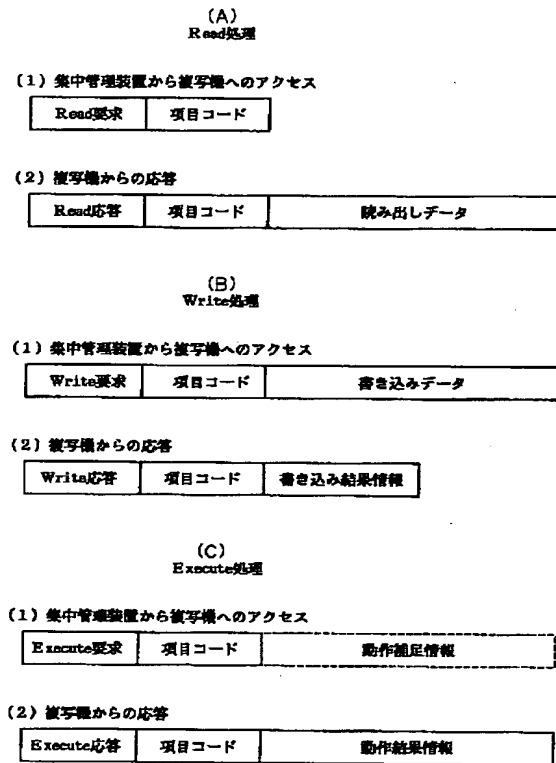 (A)
Read処理
(1) 集中管理装置から複写機へのアクセス
Read要求 項目コード
(2) 複写機からの応答
Read応答 項目コード 読み出しデータ
(B)
Write処理
(1) 集中管理装置から複写機へのアクセス
Write要求 項目コード 書き込みデータ
(2) 複写機からの応答
Write応答 項目コード 書き込み結果情報
(C)
Execute処理
(1) 集中管理装置から複写機へのアクセス
Execute要求 項目コード 動作補足情報
(2) 複写機からの応答
Execute応答 項目コード 動作結果情報